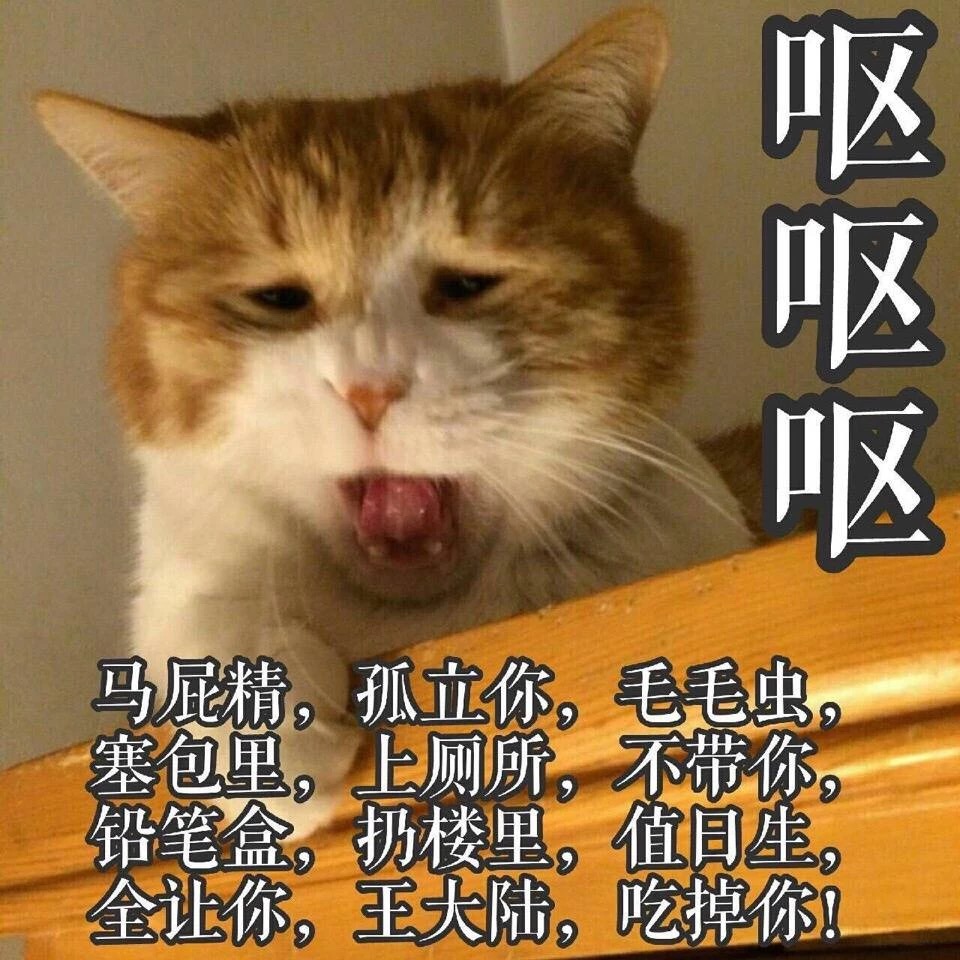 呕
呕
呕
马屁精，孤立你，毛毛虫，
塞包里，上厕所，不带你，
铅笔盒，扔楼里，值日生，
全让你，王大陆，吃掉你！